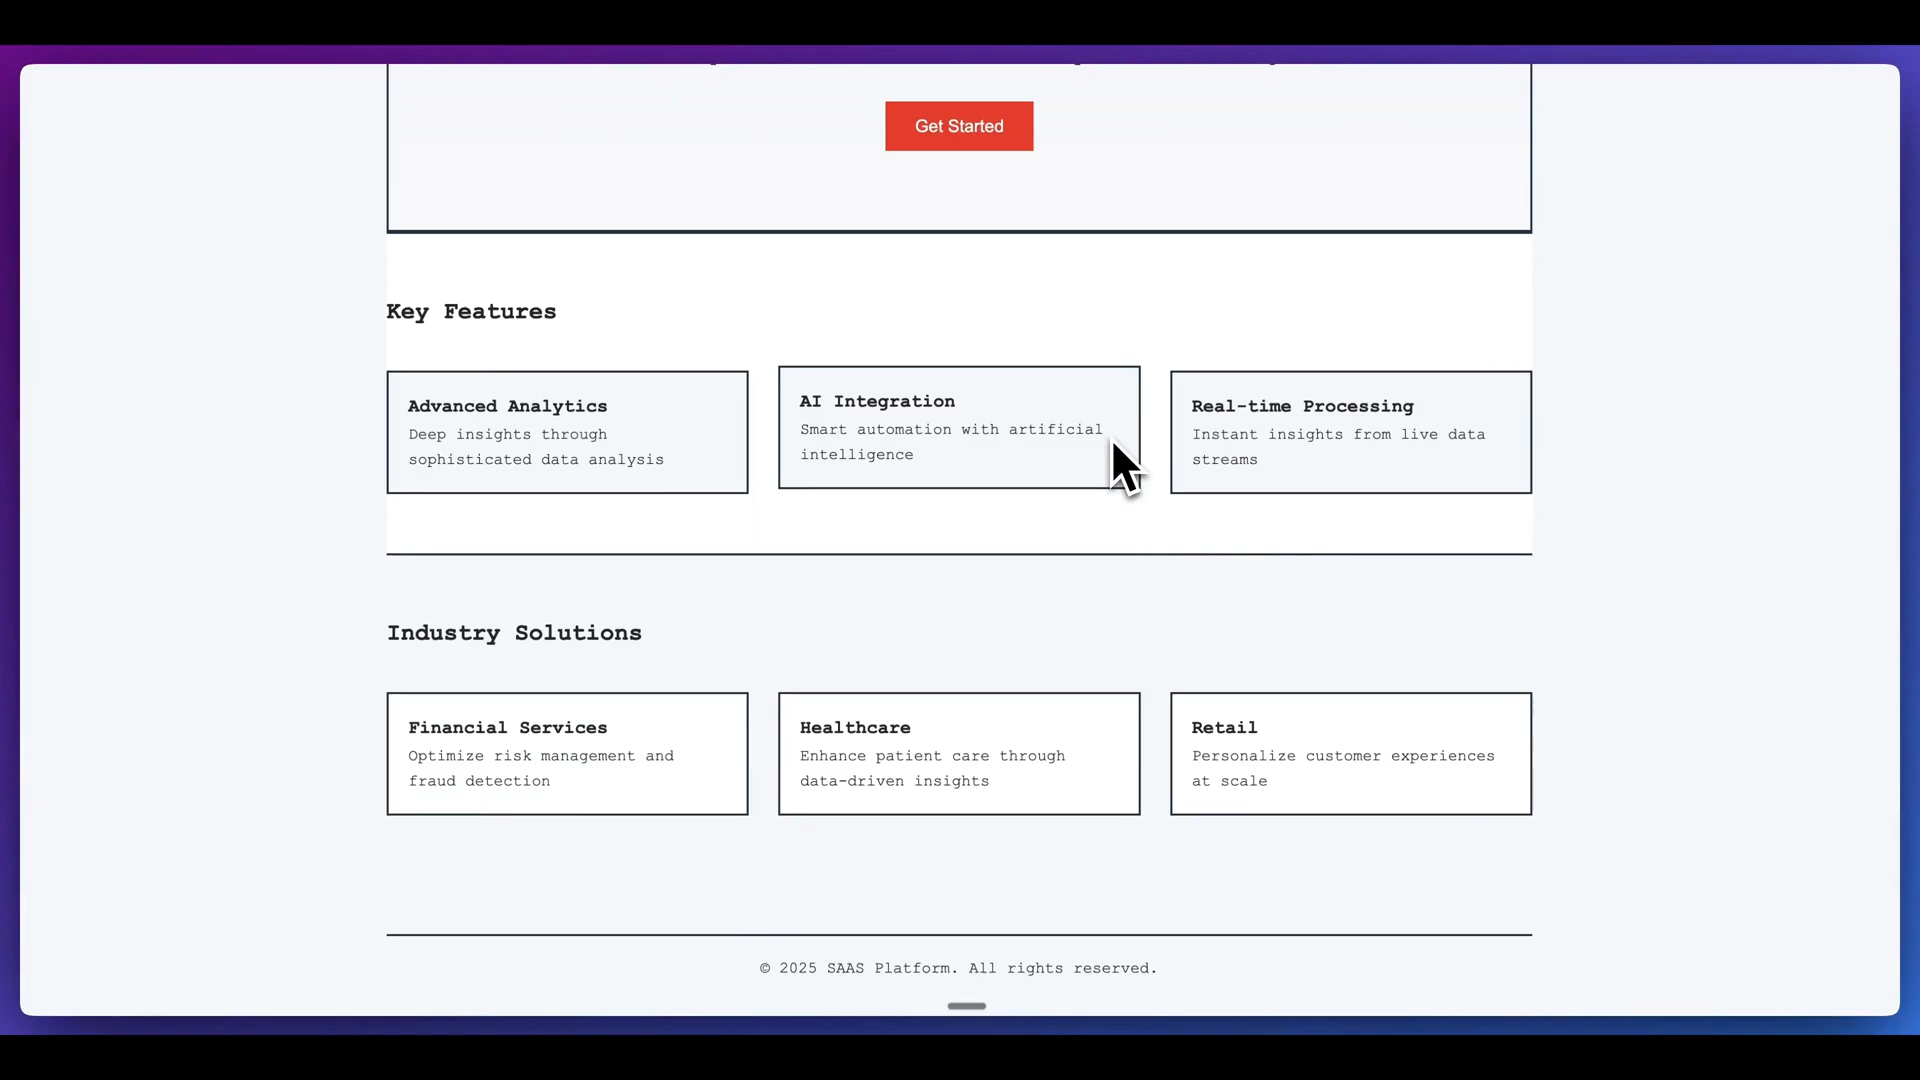 Get Started
Key Features
Advanced Analytics
Deep insights through
sophisticated data analysis
AI Integration
Smart automation with artificial
intelligence
Real-time Processing
Instant insights from live data
streams
Industry Solutions
Financial Services
Optimize risk management and
fraud detection
Healthcare
Enhance patient care through
data-driven insights
Retail
Personalize customer experiences
at scale
© 2025 SAAS Platform. All rights reserved.